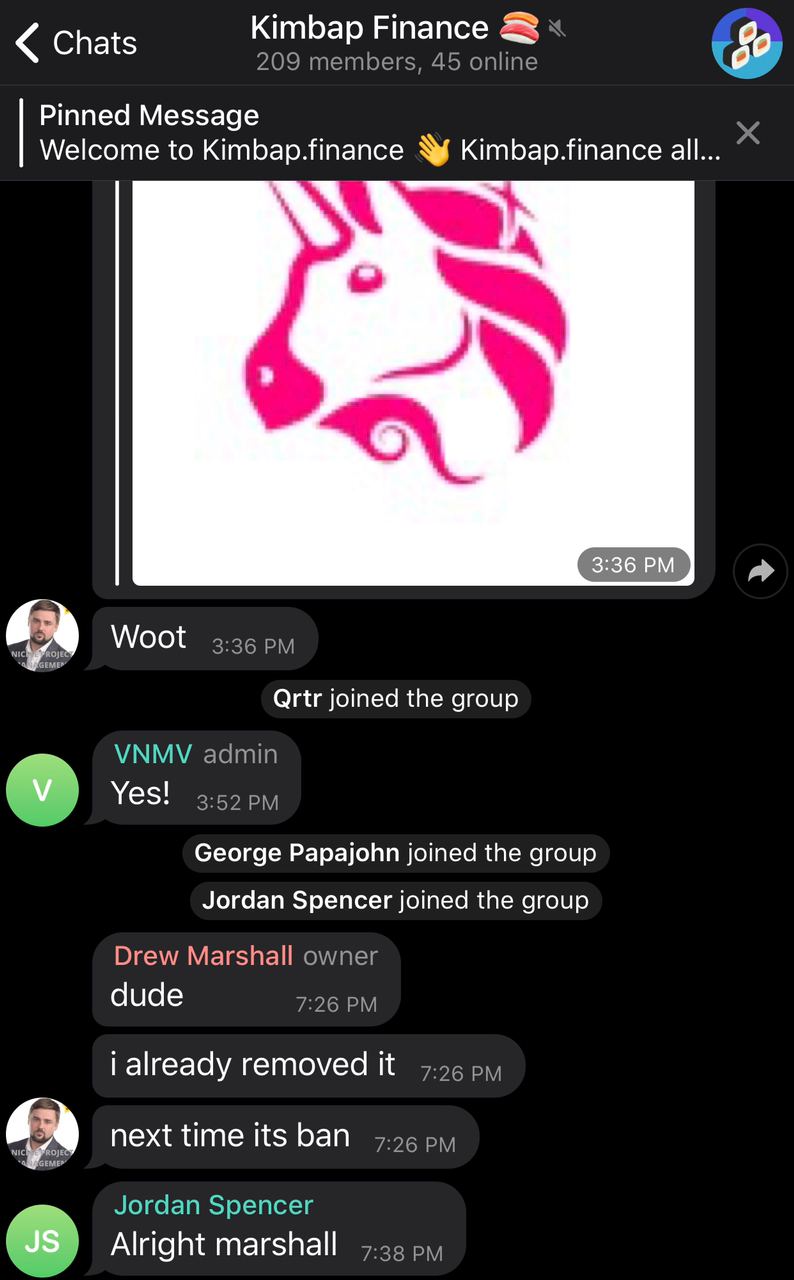 Chats
Kimbap Finance 🍣
209 members, 45 online
Pinned Message
Welcome to Kimbap.finance 👋 Kimbap.finance all...
3:36 PM
Woot 3:36 PM
Qrtr joined the group
VNMV admin
V
Yes! 3:52 PM
George Papajohn joined the group
Jordan Spencer joined the group
Drew Marshall owner
dude 7:26 PM
i already removed it 7:26 PM
next time its ban 7:26 PM
Jordan Spencer
JS
Alright marshall 7:38 PM